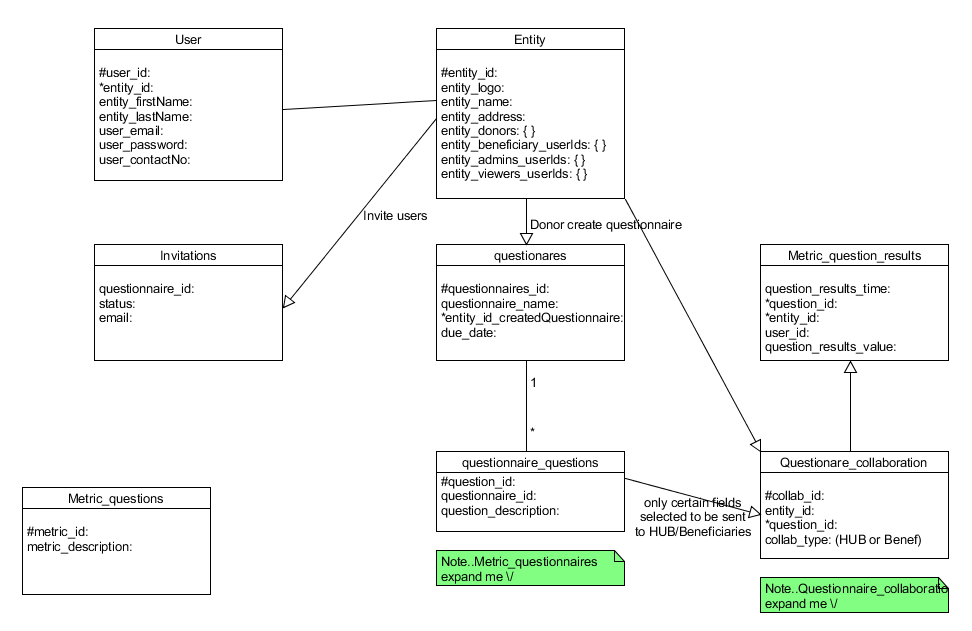 User
#user_id:
*entity_id:
entity_firstName:
entity_lastName:
user_email:
user_password:
user_contactNo:
Entity
#entity_id:
entity_logo:
entity_name:
entity_address:
entity_donors: { }
entity_beneficiary_userIds: { }
entity_admins_userIds: { }
entity_viewers_userIds: { }
Invite users
Donor create questionnaire
Invitations
questionnaire_id:
status:
email:
questionares
#questionnaires_id:
questionnaire_name:
*entity_id_createdQuestionnaire:
due_date:
Metric_question_results
question_results_time:
*question_id:
*entity_id:
user_id:
question_results_value:
1
*
Metric_questions
#metric_id:
metric_description:
questionnaire_questions
#question_id:
questionnaire_id:
question_description:
only certain fields
selected to be sent
to HUB/Beneficiaries
Questionare_collaboration
#collab_id:
entity_id:
*question_id:
collab_type: (HUB or Benef)
Note..Metric_questionnaires
expand me \/
Note..Questionnaire_collaboratio
expand me \/